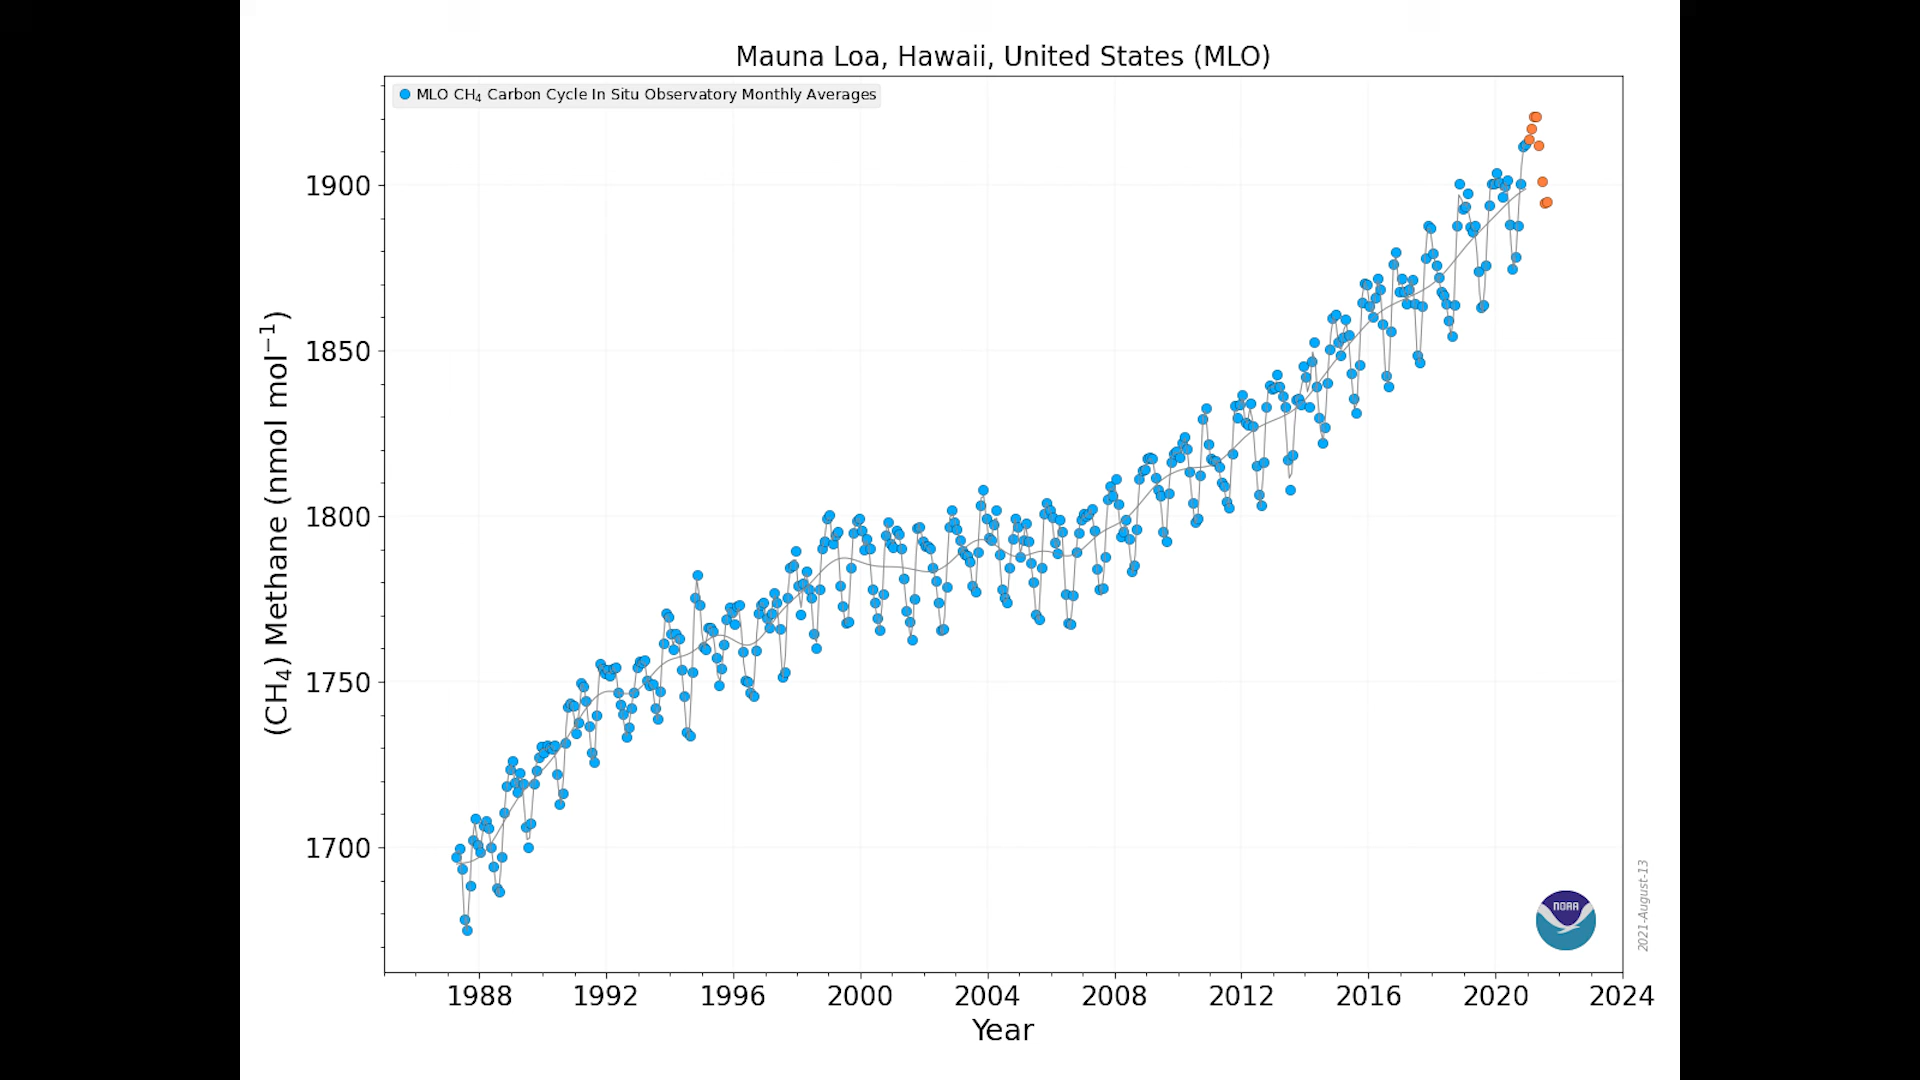 Mauna Loa, Hawaii, United States (MLO)
MLO CH₄ Carbon Cycle In Situ Observatory Monthly Averages
(CH₄) Methane (nmol mol⁻¹)
1900
1850
1800
1750
1700
NOAA
2021-August-13
1988 1992 1996 2000 2004 2008 2012 2016 2020 2024
Year